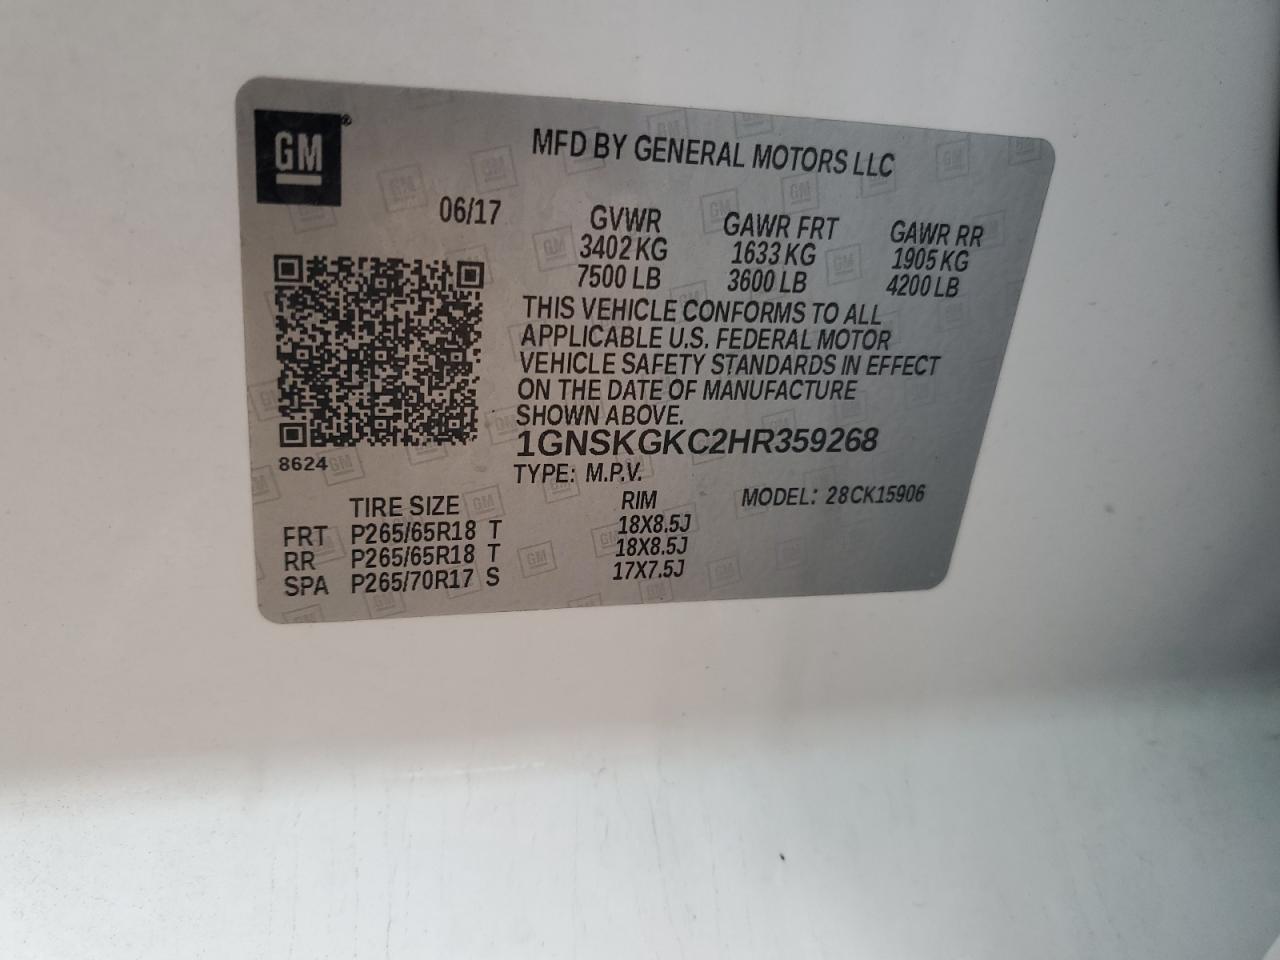 GM®
MFD BY GENERAL MOTORS LLC
06/17
GVWR GAWR FRT GAWR RR
3402 KG 1633 KG 1905 KG
7500 LB 3600 LB 4200 LB
THIS VEHICLE CONFORMS TO ALL
APPLICABLE U.S. FEDERAL MOTOR
VEHICLE SAFETY STANDARDS IN EFFECT
ON THE DATE OF MANUFACTURE
SHOWN ABOVE.
1GNSKGKC2HR359268
8624
TYPE: M.P.V.
MODEL: 28CK15906
TIRE SIZE RIM
FRT P265/65R18 T 18X8.5J
RR P265/65R18 T 18X8.5J
SPA P265/70R17 S 17X7.5J